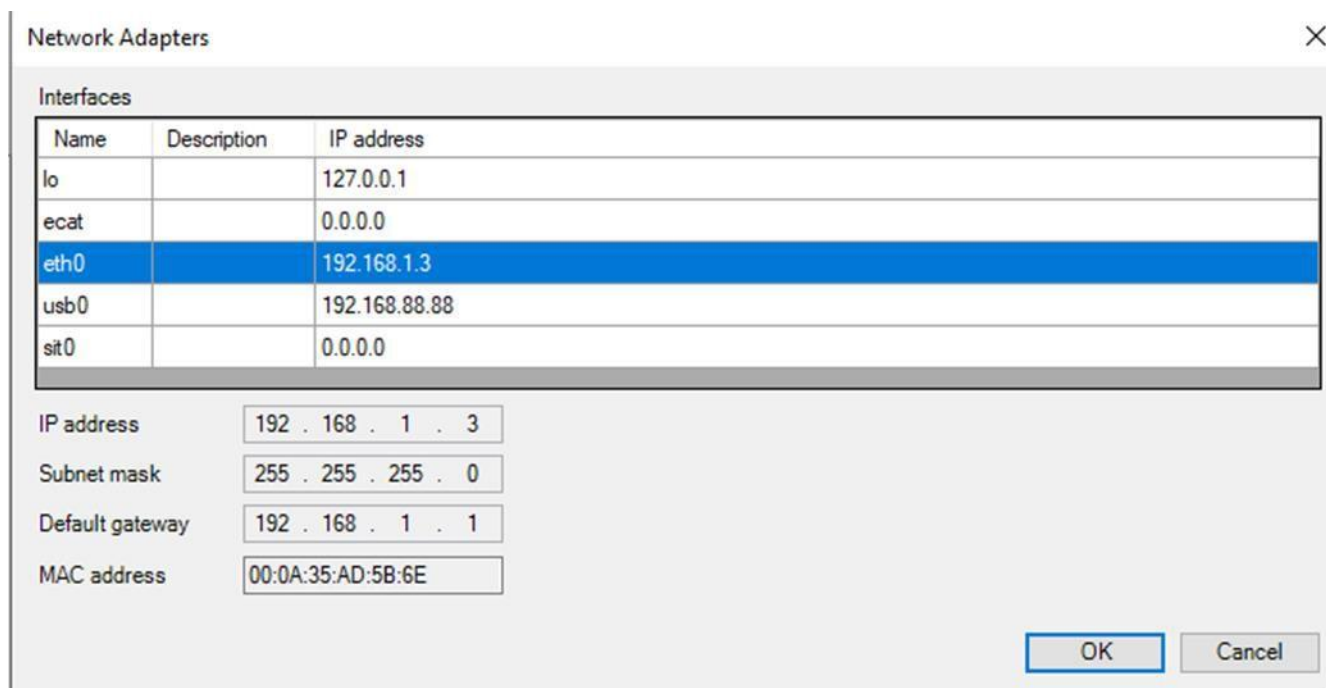 Network Adapters
Interfaces
Name Description IP address
lo 127.0.0.1
ecat 0.0.0.0
eth0 192.168.1.3
usb0 192.168.88.88
sit0 0.0.0.0
IP address 192 . 168 . 1 . 3
Subnet mask 255 . 255 . 255 . 0
Default gateway 192 . 168 . 1 . 1
MAC address 00:0A:35:AD:5B:6E
OK Cancel